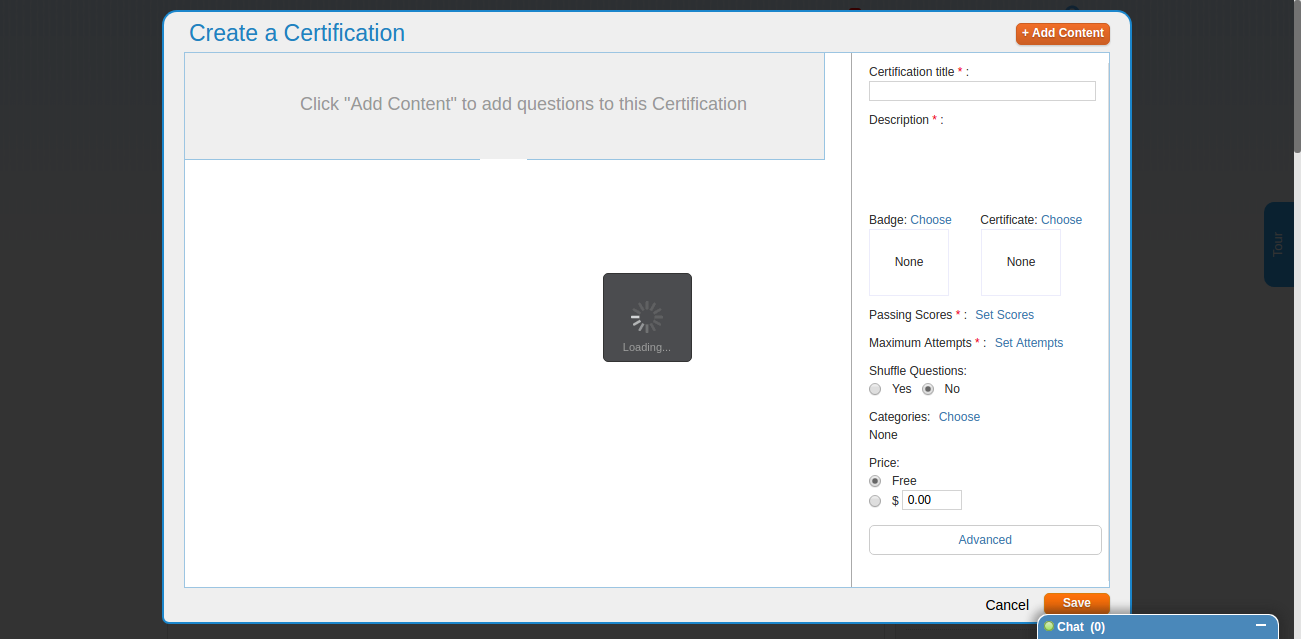 Create a Certification
+ Add Content
Click "Add Content" to add questions to this Certification
Loading...
Certification title * :
Description * :
Badge: Choose
Certificate: Choose
None
None
Passing Scores * : Set Scores
Maximum Attempts * : Set Attempts
Shuffle Questions:
Yes No
Categories: Choose
None
Price:
Free
$ 0.00
Advanced
Cancel
Save
Chat (0)
Tour